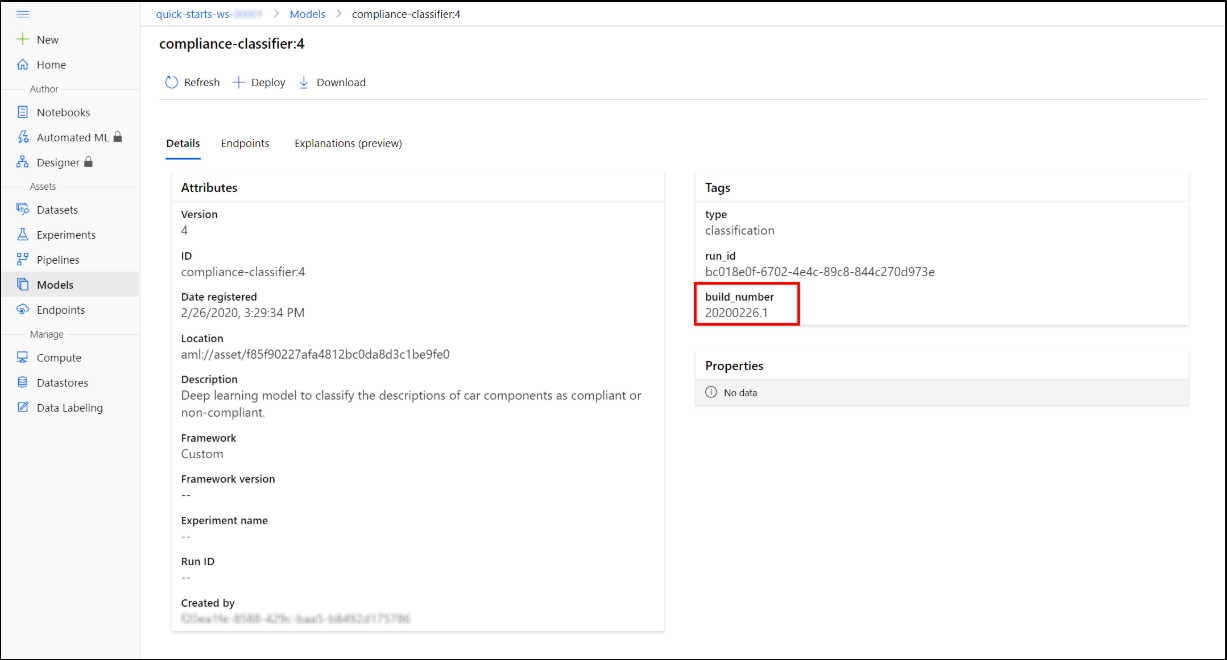 quick-starts-ws-
Models
compliance-classifier:4
New
Home
Author
Notebooks
Automated ML
Designer
Assets
Datasets
Experiments
Pipelines
Models
Endpoints
Manage
Compute
Datastores
Data Labeling
compliance-classifier:4
Refresh
Deploy
Download
Details
Endpoints
Explanations (preview)
Attributes
Version
4
ID
compliance-classifier:4
Date registered
2/26/2020, 3:29:34 PM
Location
aml://asset/f85f90227afa4812bc0da8d3c1be9fe0
Description
Deep learning model to classify the descriptions of car components as compliant or
non-compliant.
Framework
Custom
Framework version
--
Experiment name
--
Run ID
--
Created by
Tags
type
classification
run_id
bc018e0f-6702-4e4c-89c8-844c270d973e
build_number
20200226.1
Properties
No data